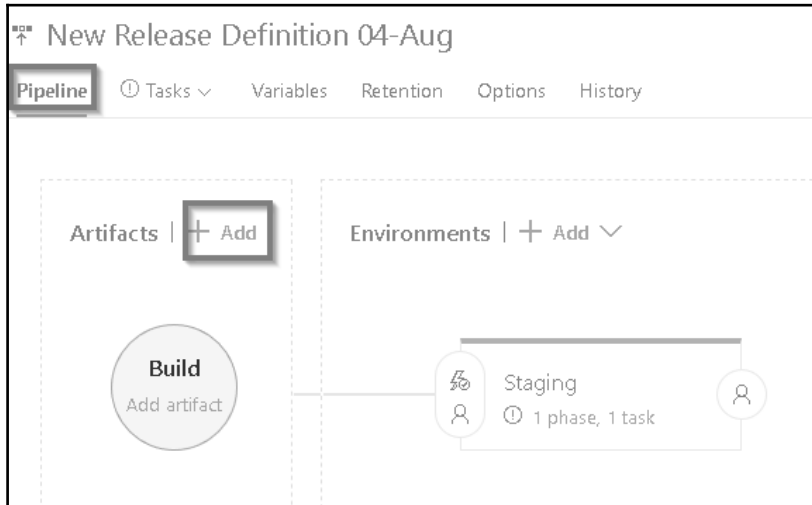 New Release Definition 04-Aug
Pipeline Tasks Variables Retention Options History
Artifacts | + Add Environments | + Add
Build
Add artifact
Staging
1 phase, 1 task